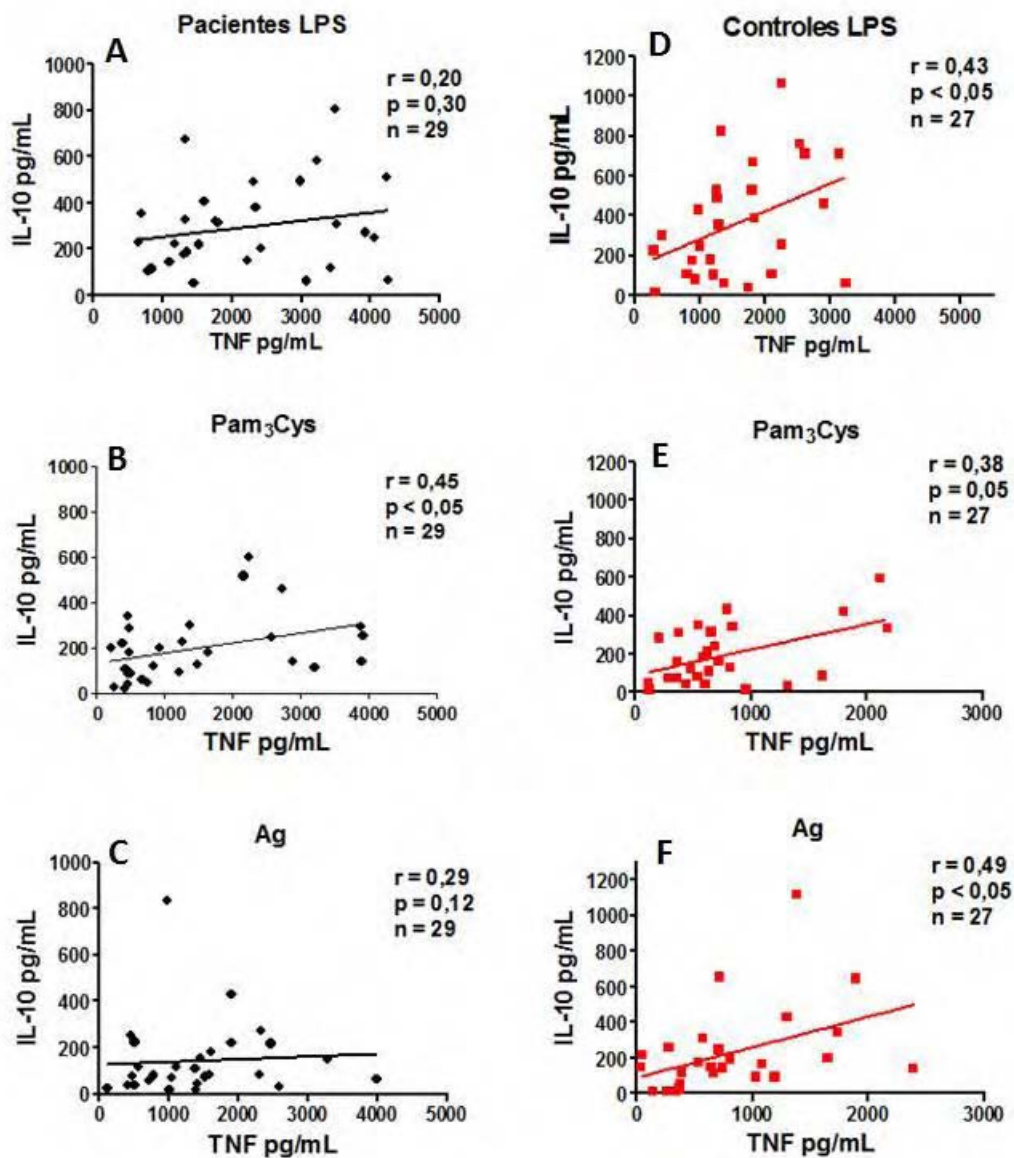 A
Pacientes LPS
r = 0,20
p = 0,30
n = 29
IL-10 pg/mL
1000
800
600
400
200
0
0 1000 2000 3000 4000 5000
TNF pg/mL
D
Controles LPS
r = 0,43
p < 0,05
n = 27
IL-10 pg/mL
1200
1000
800
600
400
200
0
0 1000 2000 3000 4000 5000
TNF pg/mL
B
Pam₃Cys
r = 0,45
p < 0,05
n = 29
IL-10 pg/mL
1000
800
600
400
200
0
0 1000 2000 3000 4000 5000
TNF pg/mL
E
Pam₃Cys
r = 0,38
p = 0,05
n = 27
IL-10 pg/mL
1200
1000
800
600
400
200
0
0 1000 2000 3000
TNF pg/mL
C
Ag
r = 0,29
p = 0,12
n = 29
IL-10 pg/mL
1000
800
600
400
200
0
0 1000 2000 3000 4000 5000
TNF pg/mL
F
Ag
r = 0,49
p < 0,05
n = 27
IL-10 pg/mL
1200
1000
800
600
400
200
0
0 1000 2000 3000
TNF pg/mL